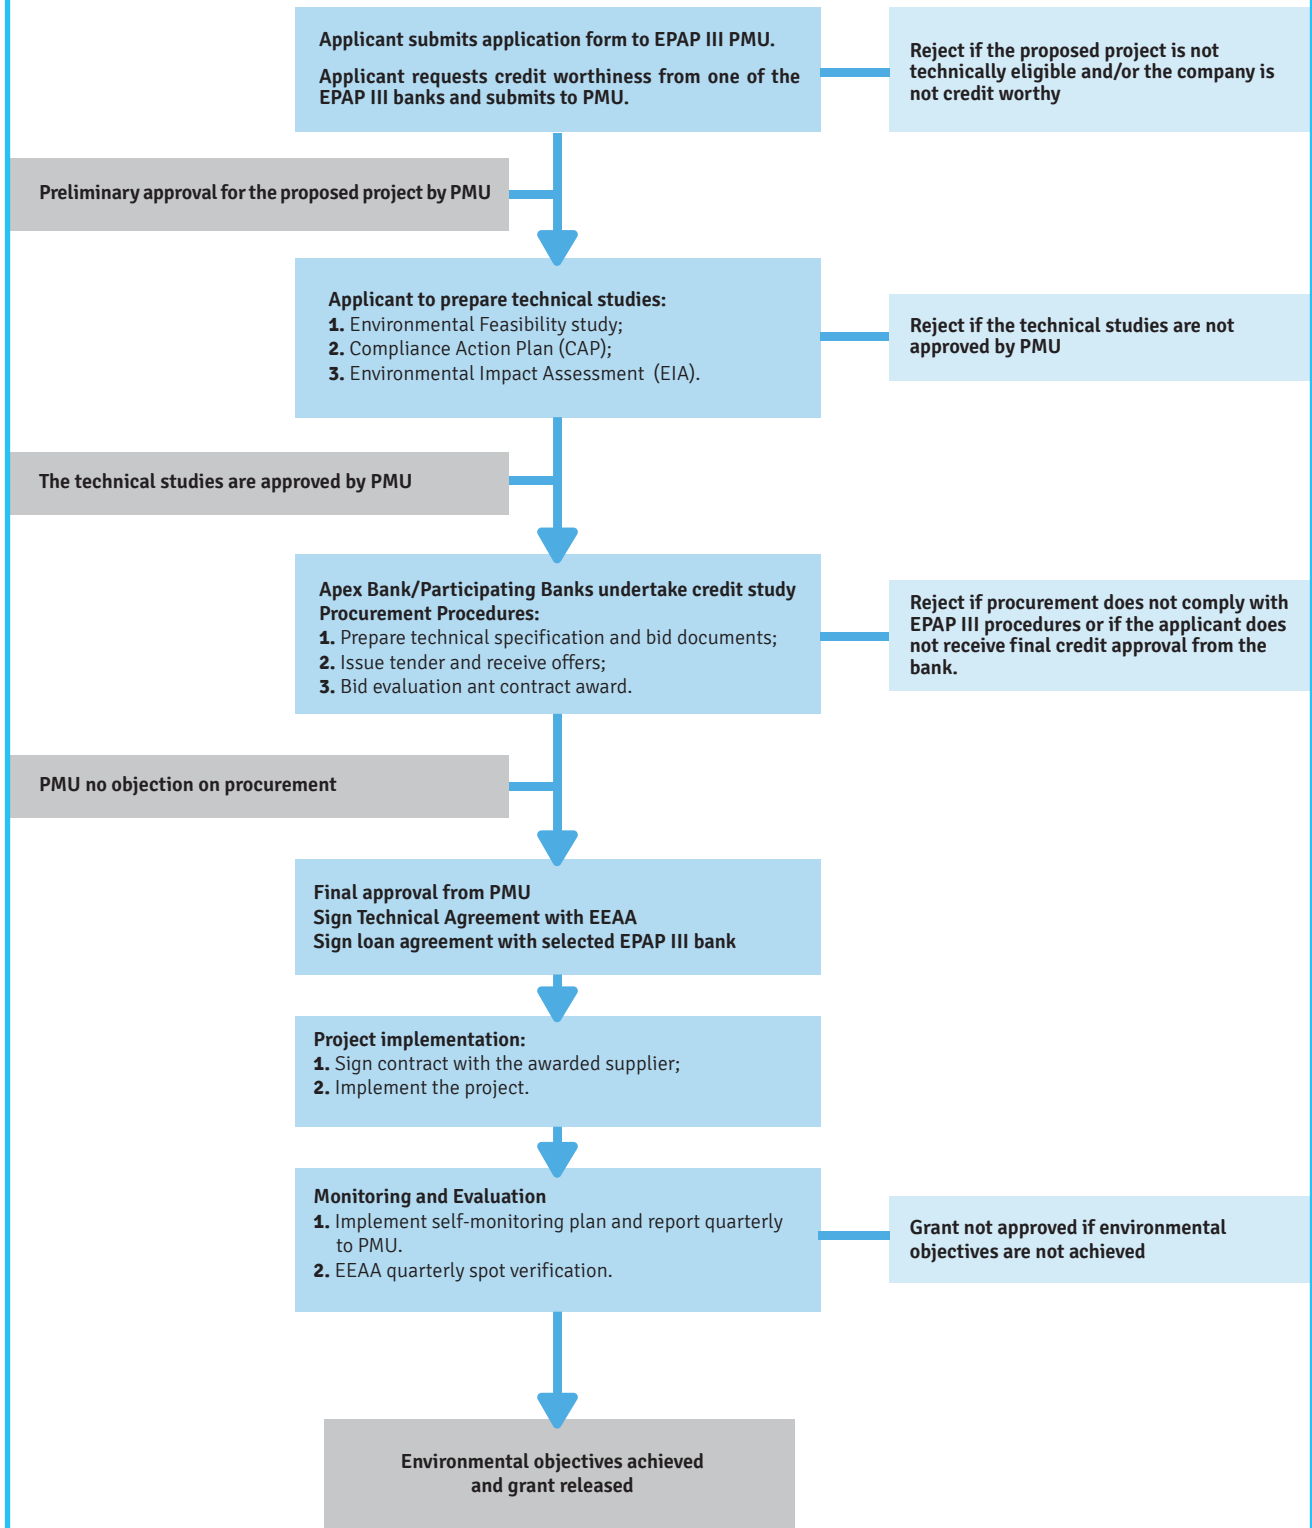 Applicant submits application form to EPAP III PMU.
Applicant requests credit worthiness from one of the
EPAP III banks and submits to PMU.
Reject if the proposed project is not
technically eligible and/or the company is
not credit worthy
Preliminary approval for the proposed project by PMU
Applicant to prepare technical studies:
1. Environmental Feasibility study;
2. Compliance Action Plan (CAP);
3. Environmental Impact Assessment (EIA).
Reject if the technical studies are not
approved by PMU
The technical studies are approved by PMU
Apex Bank/Participating Banks undertake credit study
Procurement Procedures:
1. Prepare technical specification and bid documents;
2. Issue tender and receive offers;
3. Bid evaluation ant contract award.
Reject if procurement does not comply with
EPAP III procedures or if the applicant does
not receive final credit approval from the
bank.
PMU no objection on procurement
Final approval from PMU
Sign Technical Agreement with EEAA
Sign loan agreement with selected EPAP III bank
Project implementation:
1. Sign contract with the awarded supplier;
2. Implement the project.
Monitoring and Evaluation
1. Implement self-monitoring plan and report quarterly
to PMU.
2. EEAA quarterly spot verification.
Grant not approved if environmental
objectives are not achieved
Environmental objectives achieved
and grant released